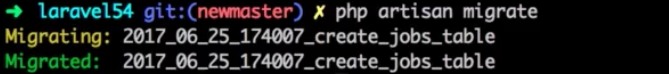 ➜ laravel54 git:(newmaster) ✗ php artisan migrate
Migrating: 2017_06_25_174007_create_jobs_table
Migrated: 2017_06_25_174007_create_jobs_table